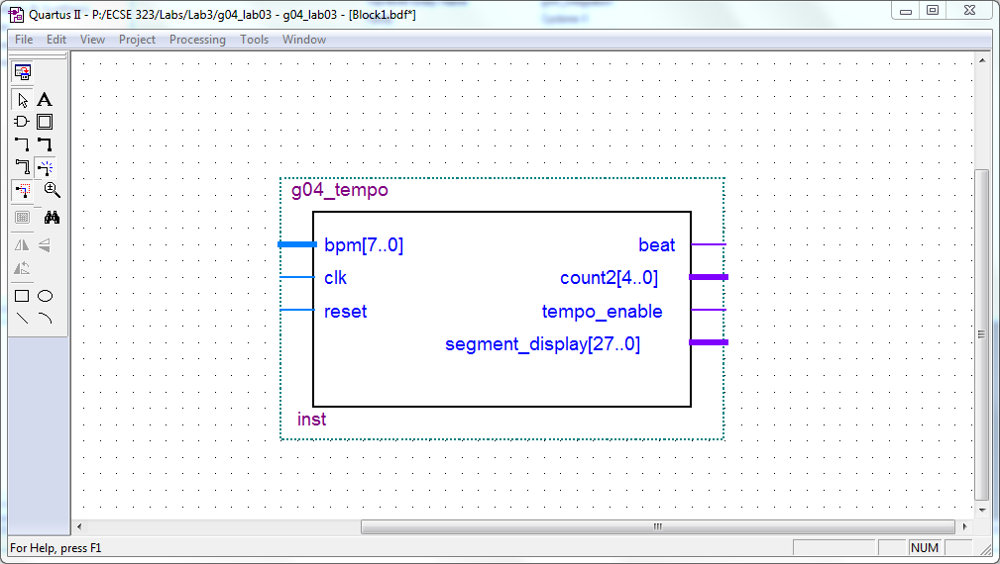 Quartus II - P:/ECSE 323/Labs/Lab3/g04_lab03 - g04_lab03 - [Block1.bdf*]
File Edit View Project Processing Tools Window
A
g04_tempo
bpm[7..0] beat
clk count2[4..0]
reset tempo_enable
segment_display[27..0]
inst
For Help, press F1 NUM